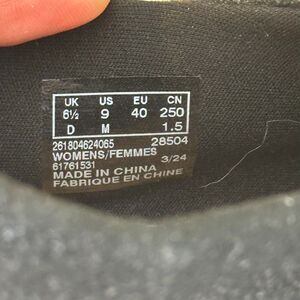 UK US EU CN
6½ 9 40 250
D M 1.5
261804624065 28504
WOMENS/FEMMES
61761531 3/24
MADE IN CHINA
FABRIQUE EN CHINE